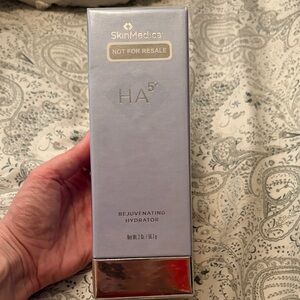 SkinMedica
NOT FOR RESALE
HA5
REJUVENATING
HYDRATOR
Net Wt. 2 Oz. / 56.7 g